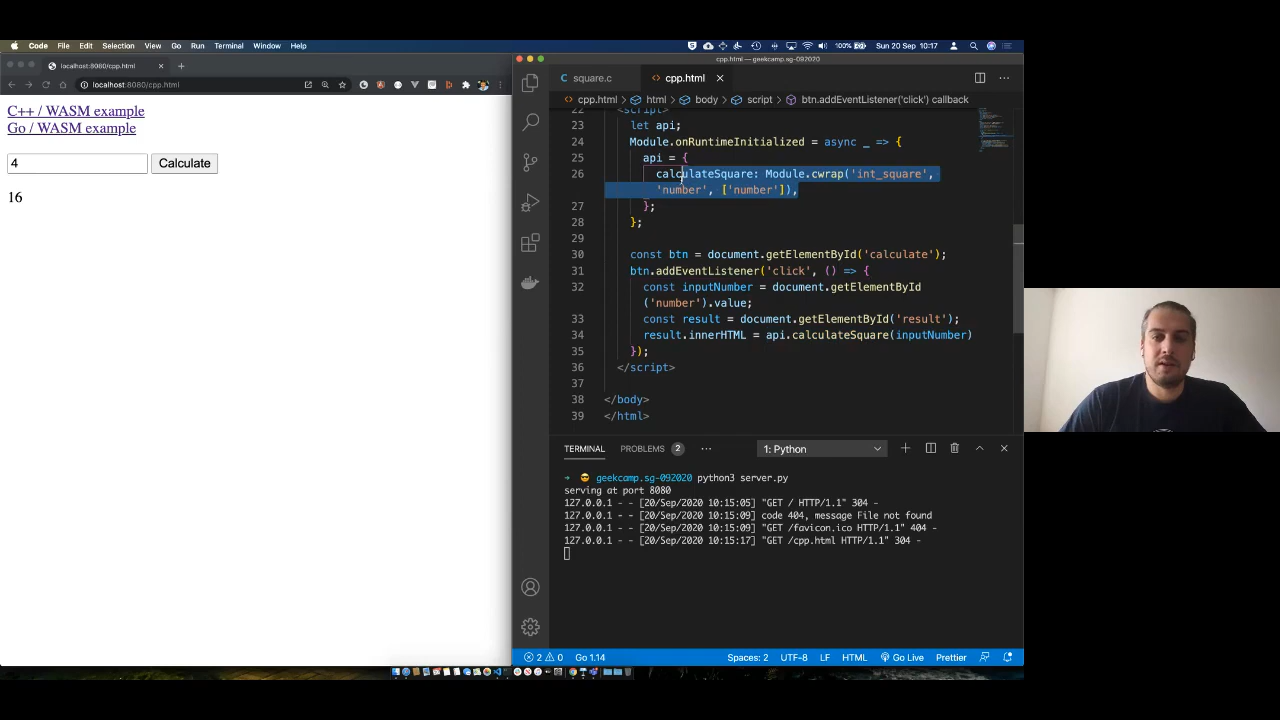 Code File Edit Selection View Go Run Terminal Window Help
100% Sun 20 Sep 10:17
localhost:8080/cpp.html
localhost:8080/cpp.html
C++ / WASM example
Go / WASM example
4 Calculate
16
cpp.html — geekcamp.sg-092020
square.c cpp.html
cpp.html > html > body > script > btn.addEventListener('click') callback
22 <script>
23 let api;
24 Module.onRuntimeInitialized = async _ => {
25 api = {
26 calculateSquare: Module.cwrap('int_square',
'number', ['number']),
27 };
28 };
29
30 const btn = document.getElementById('calculate');
31 btn.addEventListener('click', () => {
32 const inputNumber = document.getElementById
('number').value;
33 const result = document.getElementById('result');
34 result.innerHTML = api.calculateSquare(inputNumber)
35 });
36 </script>
37
38 </body>
39 </html>
TERMINAL PROBLEMS 2 ··· 1: Python
→ 😎 geekcamp.sg-092020 python3 server.py
serving at port 8080
127.0.0.1 - - [20/Sep/2020 10:15:05] "GET / HTTP/1.1" 304 -
127.0.0.1 - - [20/Sep/2020 10:15:09] code 404, message File not found
127.0.0.1 - - [20/Sep/2020 10:15:09] "GET /favicon.ico HTTP/1.1" 404 -
127.0.0.1 - - [20/Sep/2020 10:15:17] "GET /cpp.html HTTP/1.1" 304 -
2 0 Go 1.14 Spaces: 2 UTF-8 LF HTML Go Live Prettier